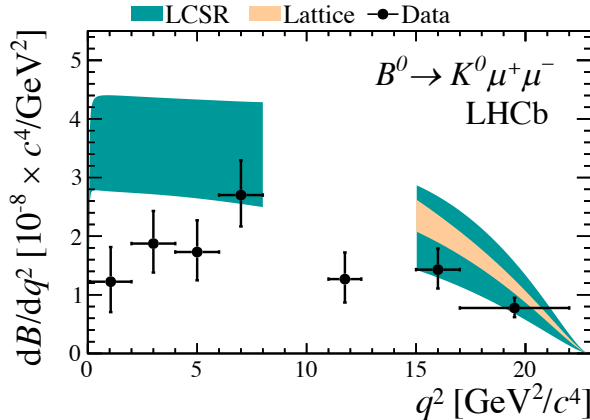 LCSR Lattice Data
B⁰→ K⁰μ⁺μ⁻
LHCb
dB/dq² [10⁻⁸ × c⁴/GeV²]
5
4
3
2
1
0
0 5 10 15 20
q² [GeV²/c⁴]